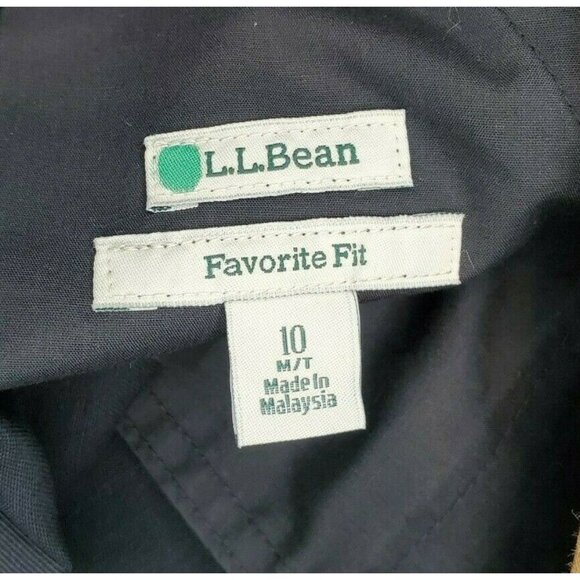 L.L.Bean
Favorite Fit
10
M/T
Made In
Malaysia